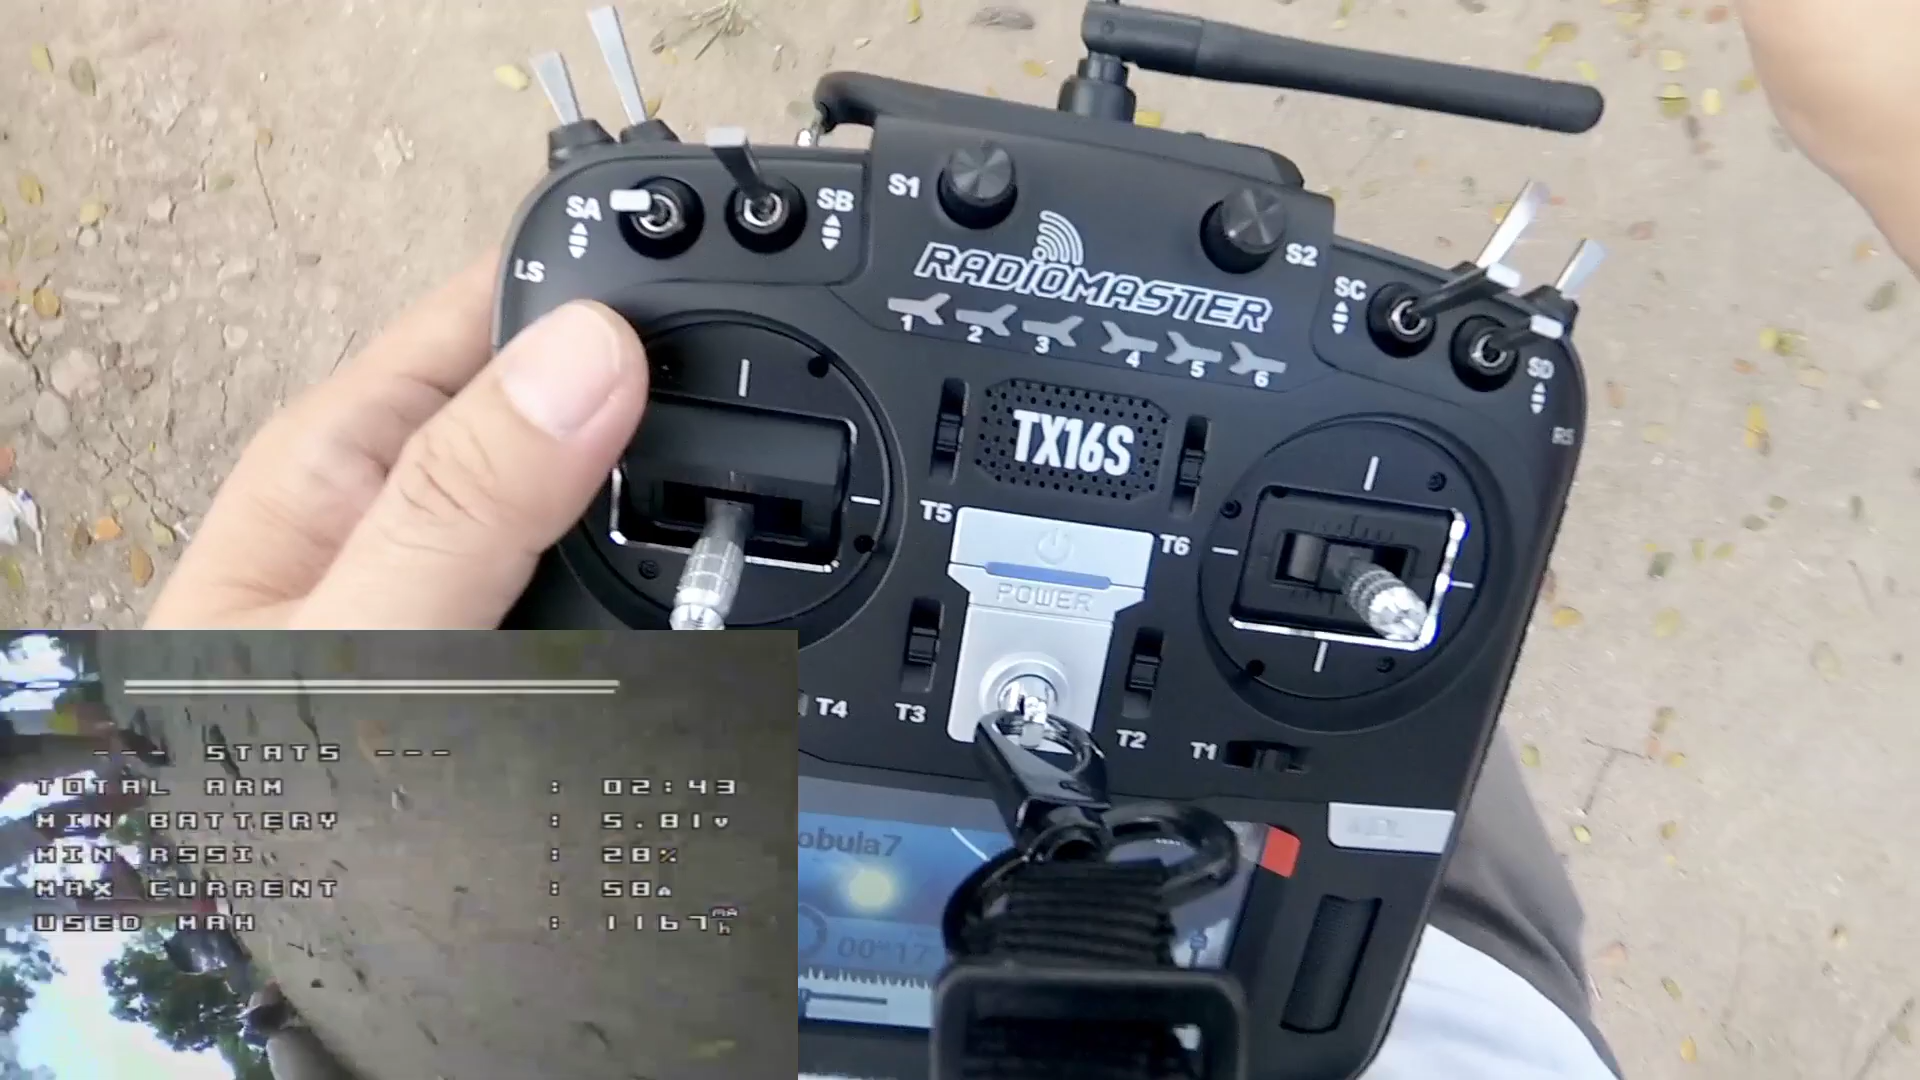 SA
SB
LS
S1
S2
RADIOMASTER
1 2 3 4 5 6
SC
SD
RS
TX16S
T5
T6
POWER
T4
T3
T2
T1
obula7
--- STATS ---
TOTAL ARM : 02:43
MIN BATTERY : 5.81V
MIN RSSI : 28%
MAX CURRENT : 58A
USED MAH : 1167mAh